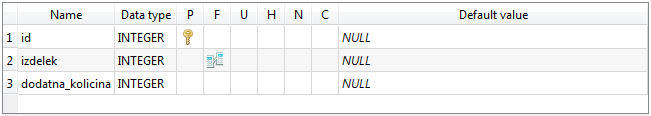 Name Data type P F U H N C Default value
1 id INTEGER NULL
2 izdelek INTEGER NULL
3 dodatna_kolicina INTEGER NULL